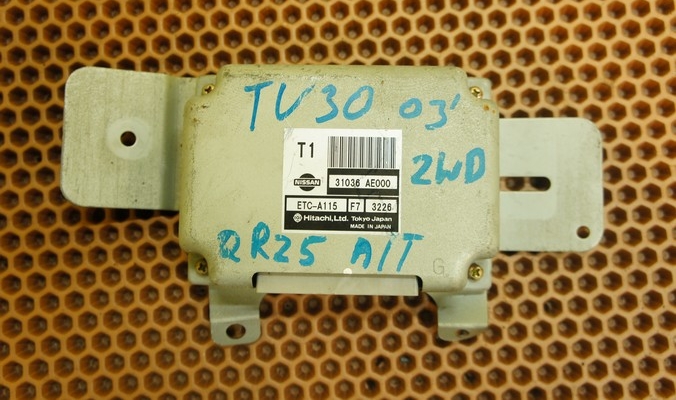 TU30 03'
2WD
T1
NISSAN
31036 AE000
ETC-A115 F7 3226
Hitachi, Ltd. Tokyo Japan
MADE IN JAPAN
QR25 A/T
G